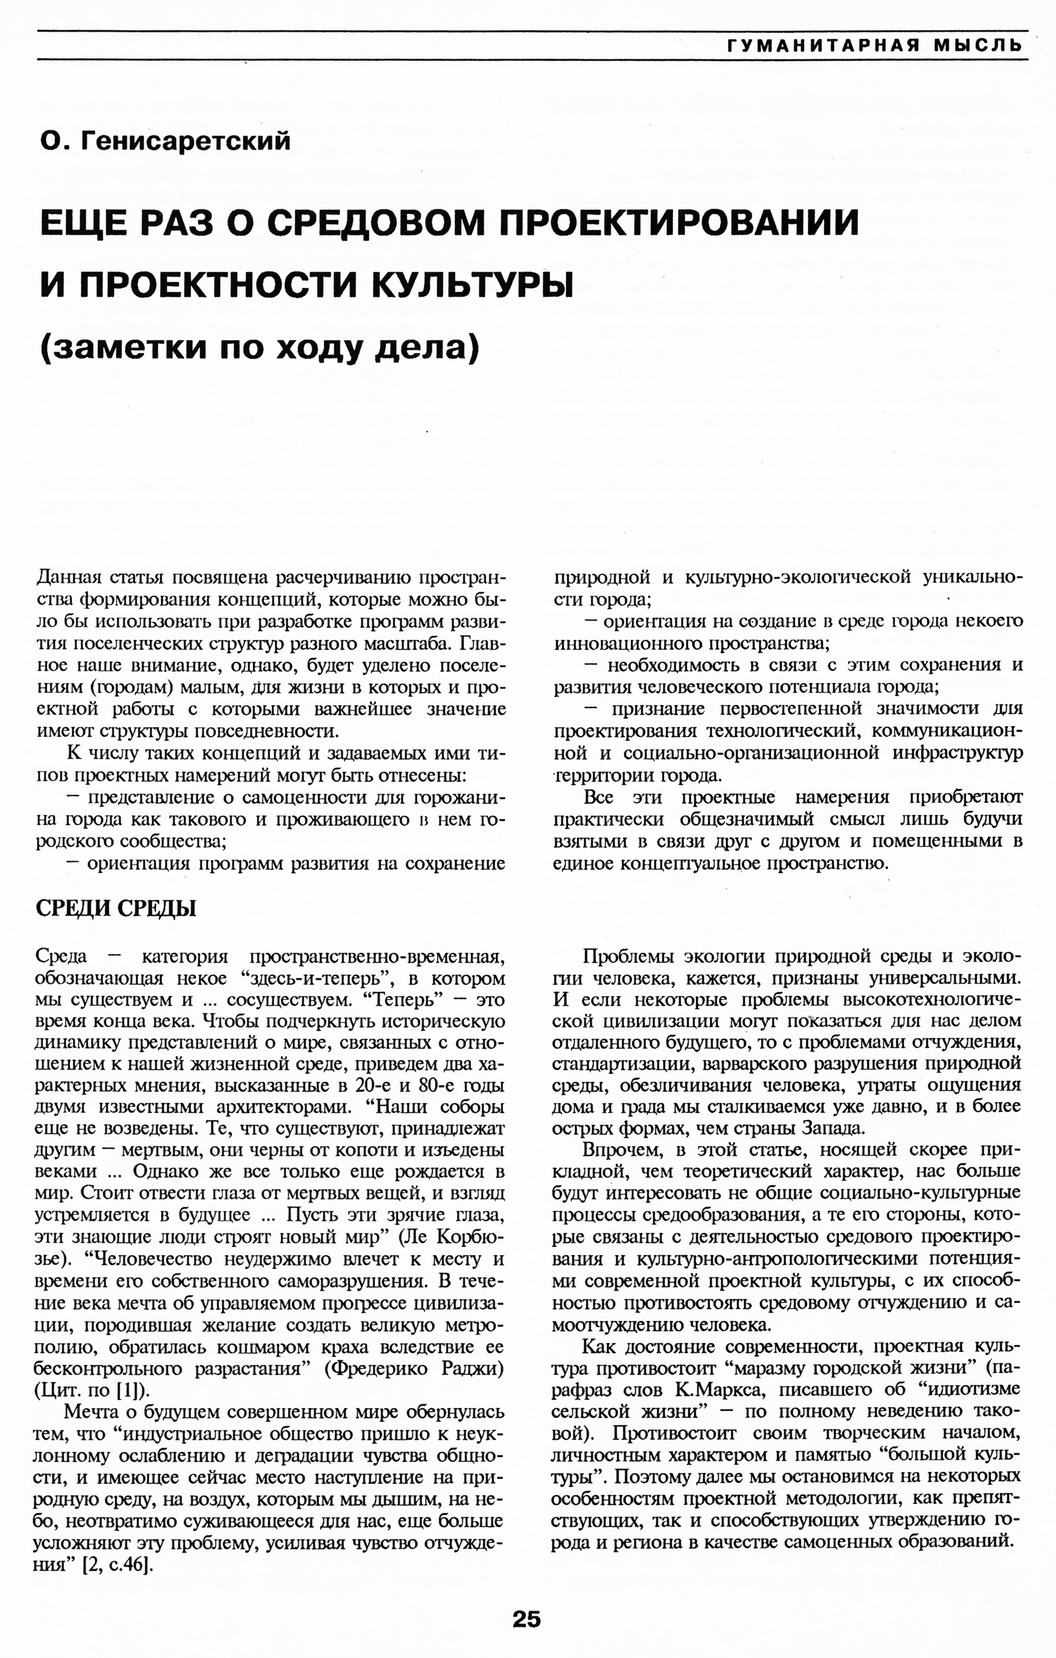 ГУМАНИТАРНАЯ МЫСЛЬ
О. Генисаретский
ЕЩЕ РАЗ О СРЕДОВОМ ПРОЕКТИРОВАНИИ
И ПРОЕКТНОСТИ КУЛЬТУРЫ
(заметки по ходу дела)
Данная статья посвящена расчерчиванию простран-
ства формирования концепций, которые можно бы-
ло бы использовать при разработке программ разви-
тия поселенческих структур разного масштаба. Глав-
ное наше внимание, однако, будет уделено поселе-
ниям (городам) малым, для жизни в которых и про-
ектной работы с которыми важнейшее значение
имеют структуры повседневности.
К числу таких концепций и задаваемых ими ти-
пов проектных намерений могут быть отнесены:
— представление о самоценности для горожани-
на города как такового и проживающего в нем го-
родского сообщества;
— ориентация программ развития на сохранение
природной и культурно-экологической уникально-
сти города;
— ориентация на создание в среде города некоего
инновационного пространства;
— необходимость в связи с этим сохранения и
развития человеческого потенциала города;
— признание первостепенной значимости для
проектирования технологический, коммуникацион-
ной и социально-организационной инфраструктур
территории города.
Все эти проектные намерения приобретают
практически общезначимый смысл лишь будучи
взятыми в связи друг с другом и помещенными в
единое концептуальное пространство.
СРЕДИ СРЕДЫ
Среда — категория пространственно-временная,
обозначающая некое “здесь-и-теперь”, в котором
мы существуем и ... сосуществуем. “Теперь” — это
время конца века. Чтобы подчеркнуть историческую
динамику представлений о мире, связанных с отно-
шением к нашей жизненной среде, приведем два ха-
рактерных мнения, высказанные в 20-е и 80-е годы
двумя известными архитекторами. “Наши соборы
еще не возведены. Те, что существуют, принадлежат
другим — мертвым, они черны от копоти и изъедены
веками ... Однако же все только еще рождается в
мир. Стоит отвести глаза от мертвых вещей, и взгляд
устремляется в будущее ... Пусть эти зрячие глаза,
эти знающие люди строят новый мир” (Ле Корбю-
зье). “Человечество неудержимо влечет к месту и
времени его собственного саморазрушения. В тече-
ние века мечта об управляемом прогрессе цивилиза-
ции, породившая желание создать великую метро-
полию, обратилась кошмаром краха вследствие ее
бесконтрольного разрастания” (Фредерико Раджи)
(Цит. по [1]).
Мечта о будущем совершенном мире обернулась
тем, что “индустриальное общество пришло к неук-
лонному ослаблению и деградации чувства общно-
сти, и имеющее сейчас место наступление на при-
родную среду, на воздух, которым мы дышим, на не-
бо, неотвратимо суживающееся для нас, еще больше
усложняют эту проблему, усиливая чувство отчужде-
ния” [2, с.46].
Проблемы экологии природной среды и эколо-
гии человека, кажется, признаны универсальными.
И если некоторые проблемы высокотехнологиче-
ской цивилизации могут показаться для нас делом
отдаленного будущего, то с проблемами отчуждения,
стандартизации, варварского разрушения природной
среды, обезличивания человека, утраты ощущения
дома и града мы сталкиваемся уже давно, и в более
острых формах, чем страны Запада.
Впрочем, в этой статье, носящей скорее при-
кладной, чем теоретический характер, нас больше
будут интересовать не общие социально-культурные
процессы средообразования, а те его стороны, кото-
рые связаны с деятельностью средового проектиро-
вания и культурно-антропологическими потенция-
ми современной проектной культуры, с их способ-
ностью противостоять средовому отчуждению и са-
моотчуждению человека.
Как достояние современности, проектная куль-
тура противостоит “маразму городской жизни” (па-
рафраз слов К.Маркса, писавшего об “идиотизме
сельской жизни” — по полному неведению тако-
вой). Противостоит своим творческим началом,
личностным характером и памятью “большой куль-
туры”. Поэтому далее мы остановимся на некоторых
особенностям проектной методологии, как препят-
ствующих, так и способствующих утверждению го-
рода и региона в качестве самоценных образований.
25